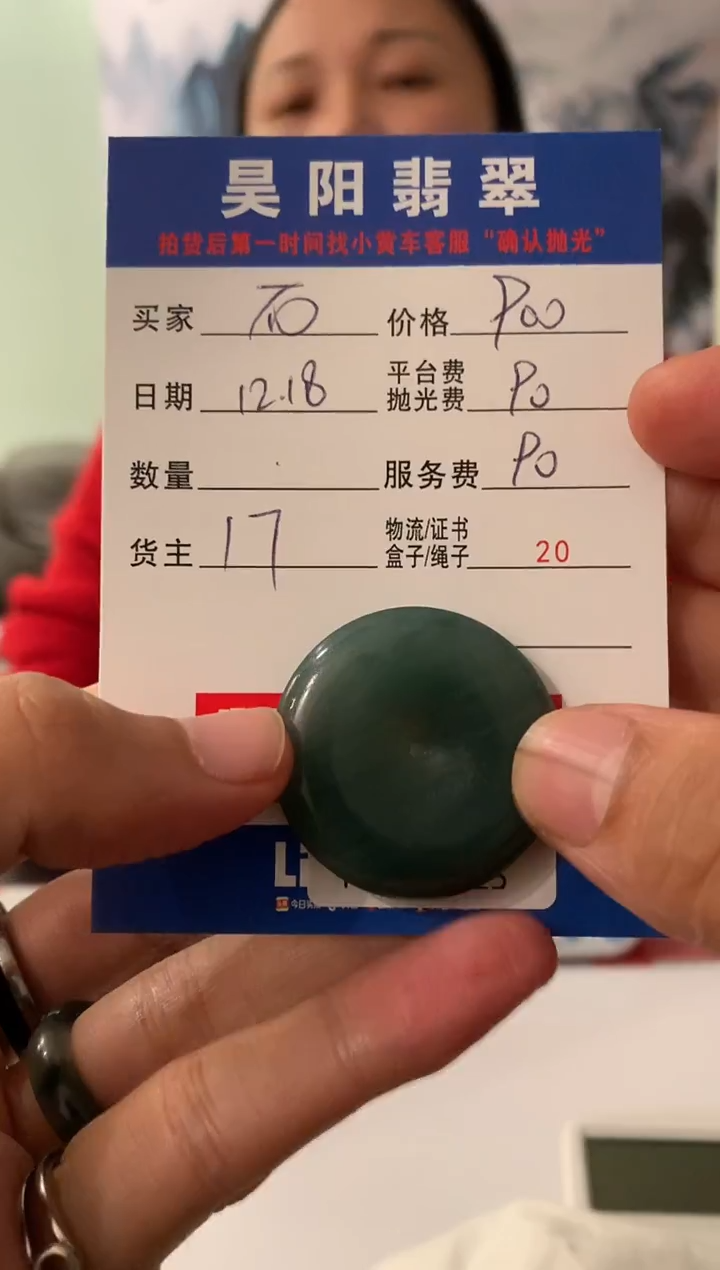 昊阳翡翠
拍货后第一时间找小黄车客服“确认抛光”
买家 石 价格 P00
日期 12.18 平台费 抛光费 P0
数量 服务费 P0
货主 17 物流/证书 盒子/绳子 20